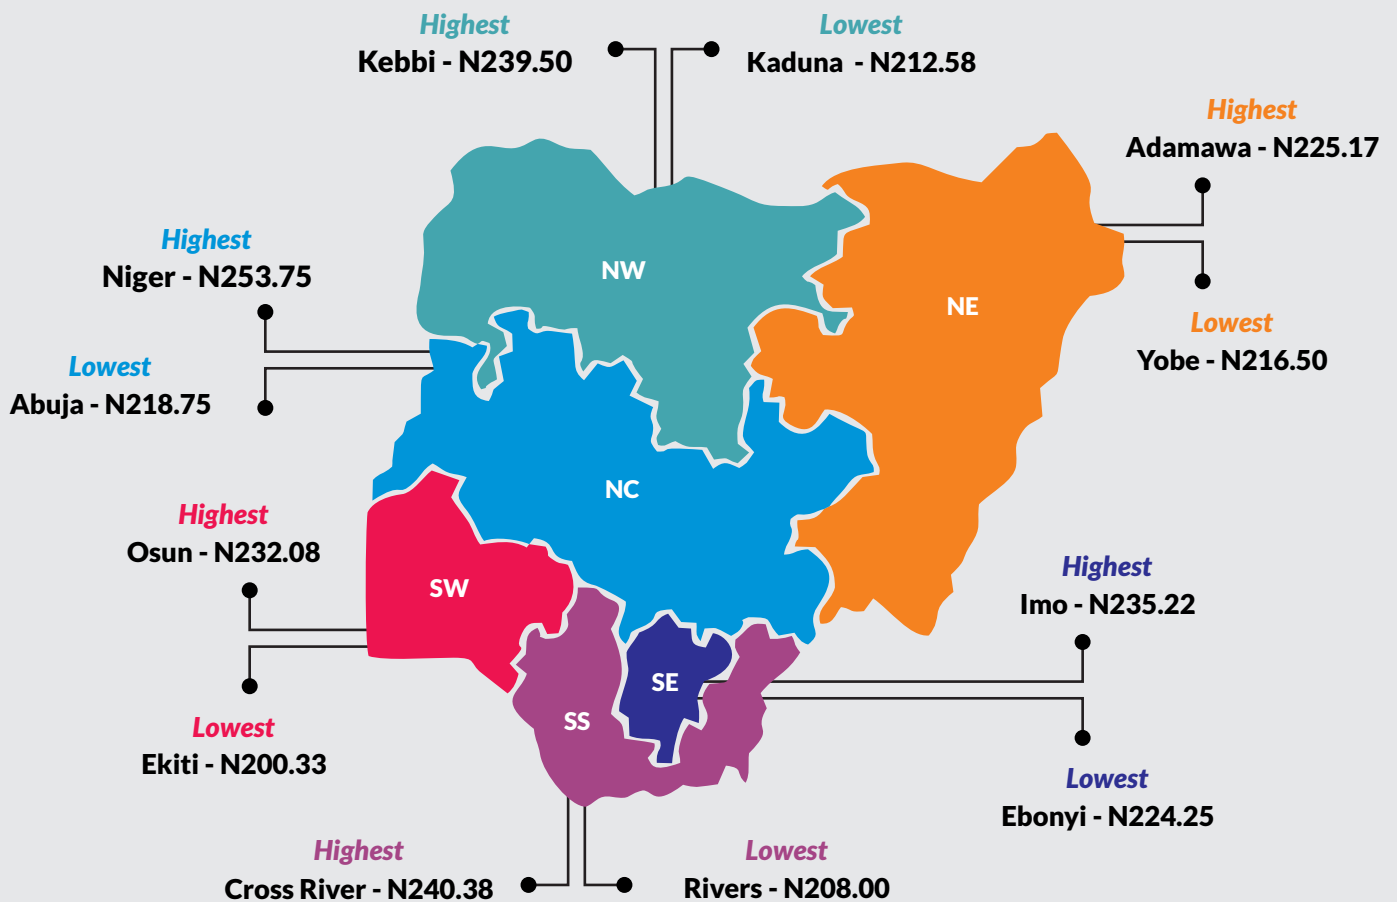 Highest
Kebbi - N239.50
Lowest
Kaduna - N212.58
Highest
Adamawa - N225.17
Highest
Niger - N253.75
NW
NE
Lowest
Yobe - N216.50
Lowest
Abuja - N218.75
NC
Highest
Osun - N232.08
SW
Highest
Imo - N235.22
SE
SS
Lowest
Ekiti - N200.33
Lowest
Ebonyi - N224.25
Highest
Cross River - N240.38
Lowest
Rivers - N208.00